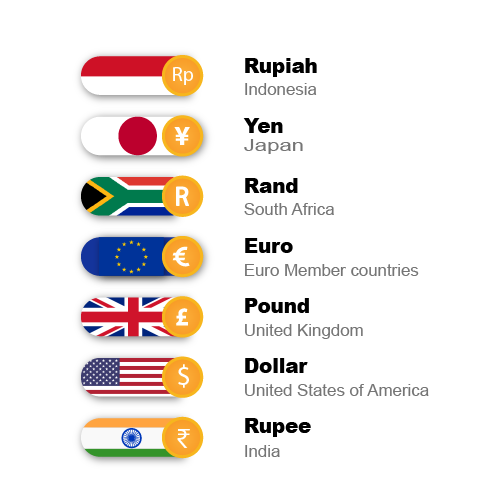 Rp
Rupiah
Indonesia
¥
Yen
Japan
R
Rand
South Africa
€
Euro
Euro Member countries
£
Pound
United Kingdom
$
Dollar
United States of America
₹
Rupee
India